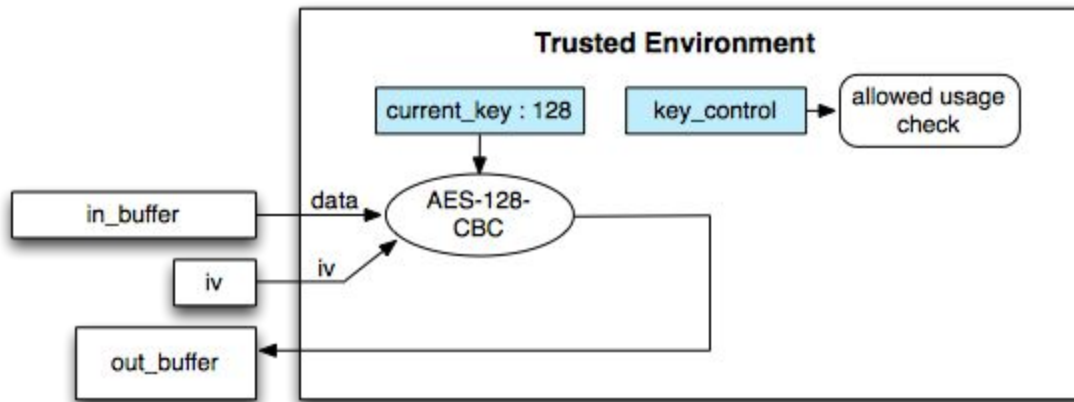 Trusted Environment
current_key : 128
key_control
allowed usage
check
in_buffer
data
AES-128-
CBC
iv
iv
out_buffer